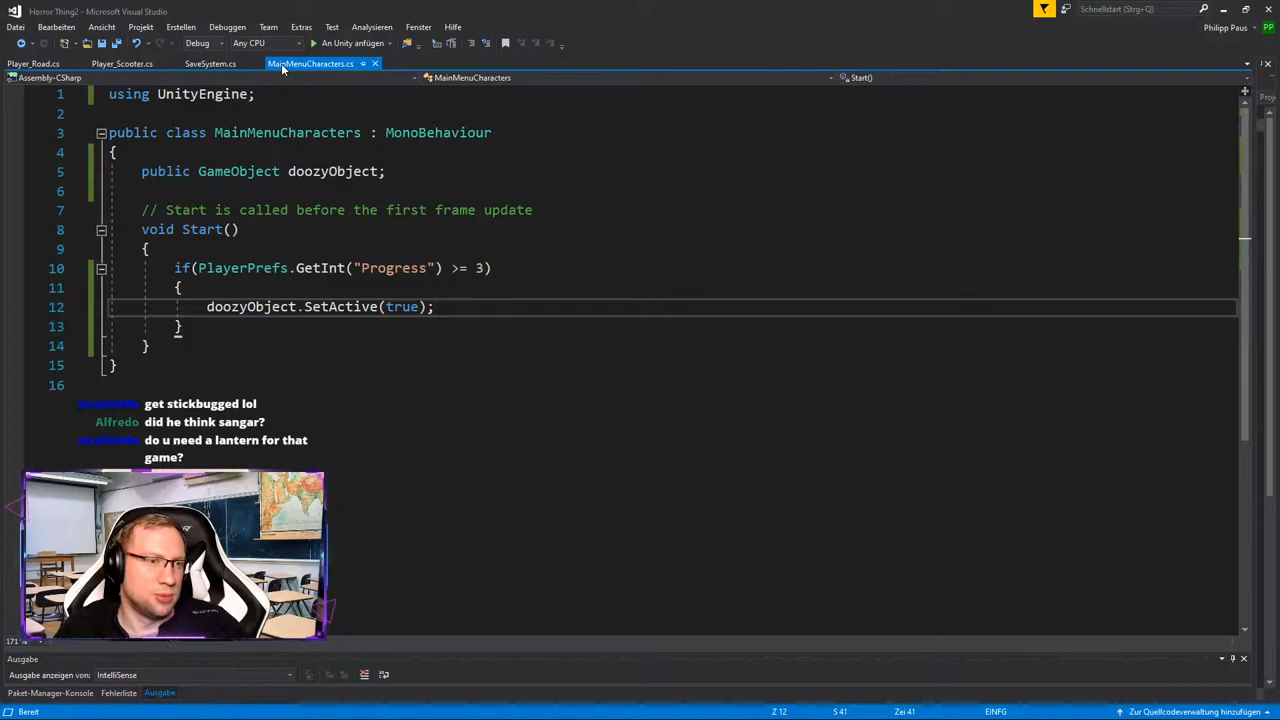 Horror Thing2 - Microsoft Visual Studio
Schnellstart (Strg+Q)
Datei Bearbeiten Ansicht Projekt Erstellen Debuggen Team Extras Test Analysieren Fenster Hilfe
Philipp Paus PP
Debug Any CPU An Unity anfügen
Player_Road.cs Player_Scooter.cs SaveSystem.cs MainMenuCharacters.cs
Assembly-CSharp MainMenuCharacters Start()
1 using UnityEngine;
2
3 public class MainMenuCharacters : MonoBehaviour
4 {
5 public GameObject doozyObject;
6
7 // Start is called before the first frame update
8 void Start()
9 {
10 if(PlayerPrefs.GetInt("Progress") >= 3)
11 {
12 doozyObject.SetActive(true);
13 }
14 }
15 }
16
get stickbugged lol
Alfredo did he think sangar?
do u need a lantern for that
game?
171 %
Ausgabe
Ausgabe anzeigen von: IntelliSense
Paket-Manager-Konsole Fehlerliste Ausgabe
Bereit Z 12 S 41 Zei 41 EINFG Zur Quellcodeverwaltung hinzufügen